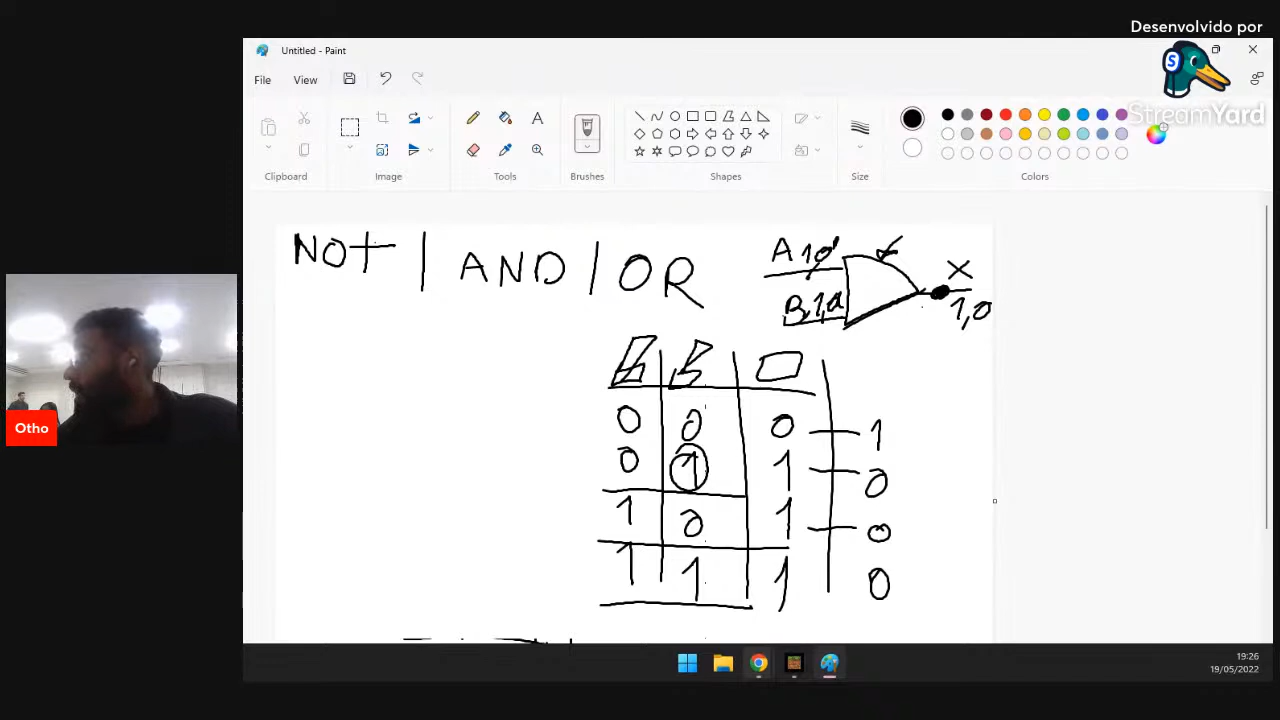 Desenvolvido por
StreamYard
Untitled - Paint
File View
Clipboard Image Tools Brushes Shapes Size Colors
NOT | AND / OR
A 1,0
B,1,0
X
1,0
0 0 0 1
0 1 1 0
1 0 1 0
1 1 1 0
Otho
19:26
19/05/2022